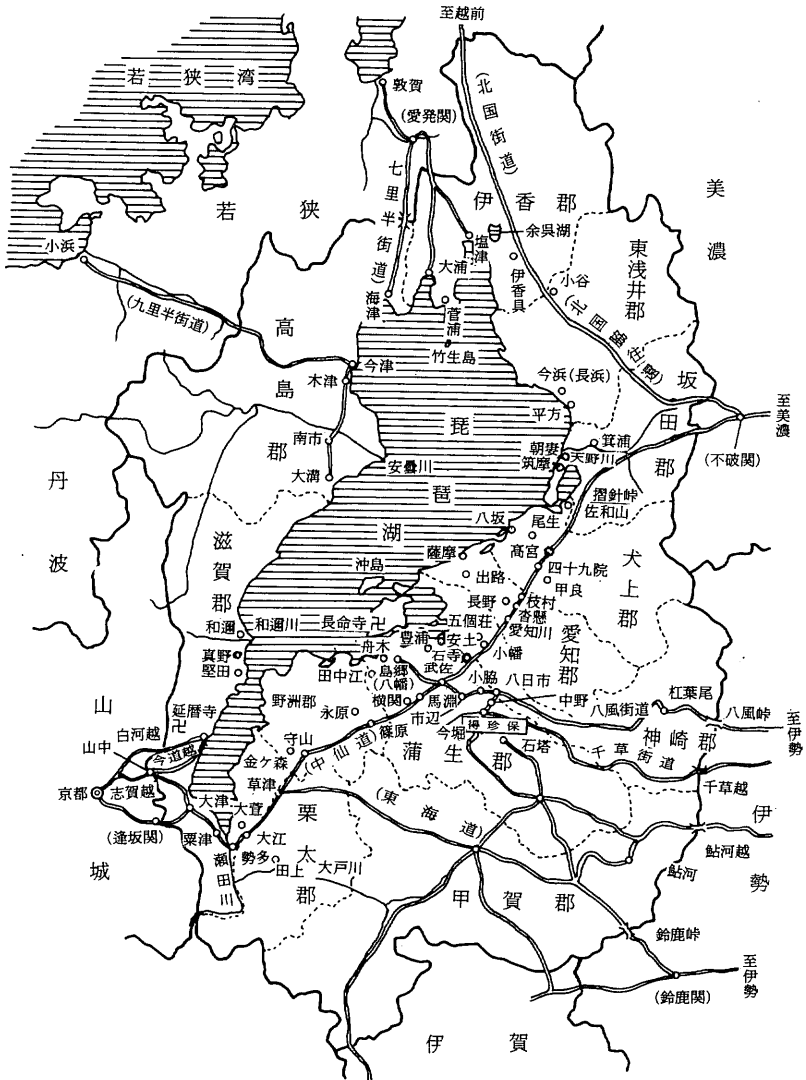 至越前
若狭湾
敦賀
(愛発関)
(北国街道)
七里半街道)
若狭
伊香郡
余呉湖
美濃
小浜
塩津
大浦
伊香具
小谷
東浅井郡
(九里半街道)
海津
菅浦
竹生島
(北国脇往還)
高島郡
今津
木津
今浜(長浜)
坂田郡
平方
至美濃
南市
琵琶湖
朝妻
筑摩
箕浦
天野川
(不破関)
大溝
安曇川
摺針峠
佐和山
丹波
八坂
尾生
滋賀郡
薩摩
高宮
犬上郡
沖島
出路
四十九院
甲良
長野
枝村
沓懸
和邇
和邇川
長命寺卍
五個荘
愛知川
愛知郡
舟木
豊浦
安土
小幡
真野
堅田
石寺
田中江
島郷
(八幡)
武佐
小脇
八日市
杠葉尾
山城
延暦寺
卍
野洲郡
横関
馬淵
中野
八風街道
八風峠
至伊勢
白河越
永原
市辺
得珍保
山中
今道越
守山
篠原
今堀
石塔
神崎郡
金ヶ森
(中仙道)
蒲生郡
千草街道
京都
志賀越
大津
草津
千草越
大萱
栗太郡
(東海道)
伊勢
(逢坂関)
粟津
大江
鮎河越
勢多
瀬田川
田上
大戸川
鮎河
甲賀郡
鈴鹿峠
至伊勢
(鈴鹿関)
伊賀